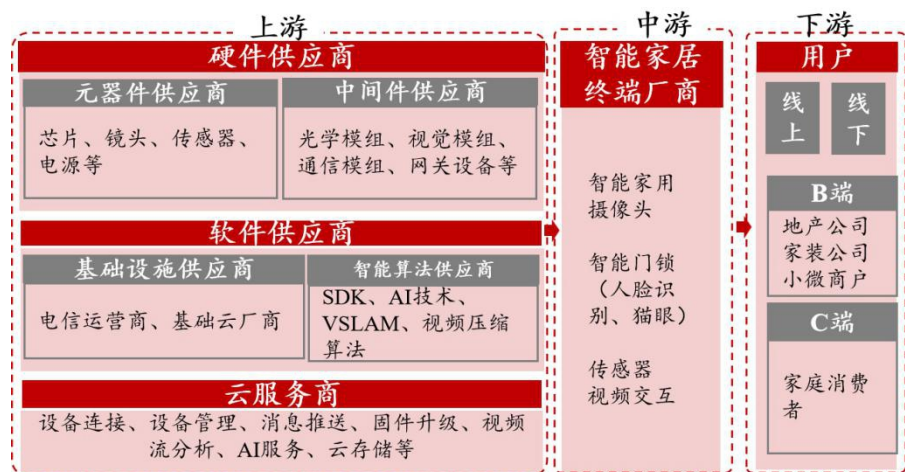 上游
硬件供应商
元器件供应商
芯片、镜头、传感器、
电源等
中间件供应商
光学模组、视觉模组、
通信模组、网关设备等
软件供应商
基础设施供应商
电信运营商、基础云厂商
智能算法供应商
SDK、AI技术、
VSLAM、视频压缩
算法
云服务商
设备连接、设备管理、消息推送、固件升级、视频
流分析、AI服务、云存储等
中游
智能家居
终端厂商
智能家用
摄像头
智能门锁
（人脸识
别、猫眼）
传感器
视频交互
下游
用户
线
上
线
下
B端
地产公司
家装公司
小微商户
C端
家庭消费
者